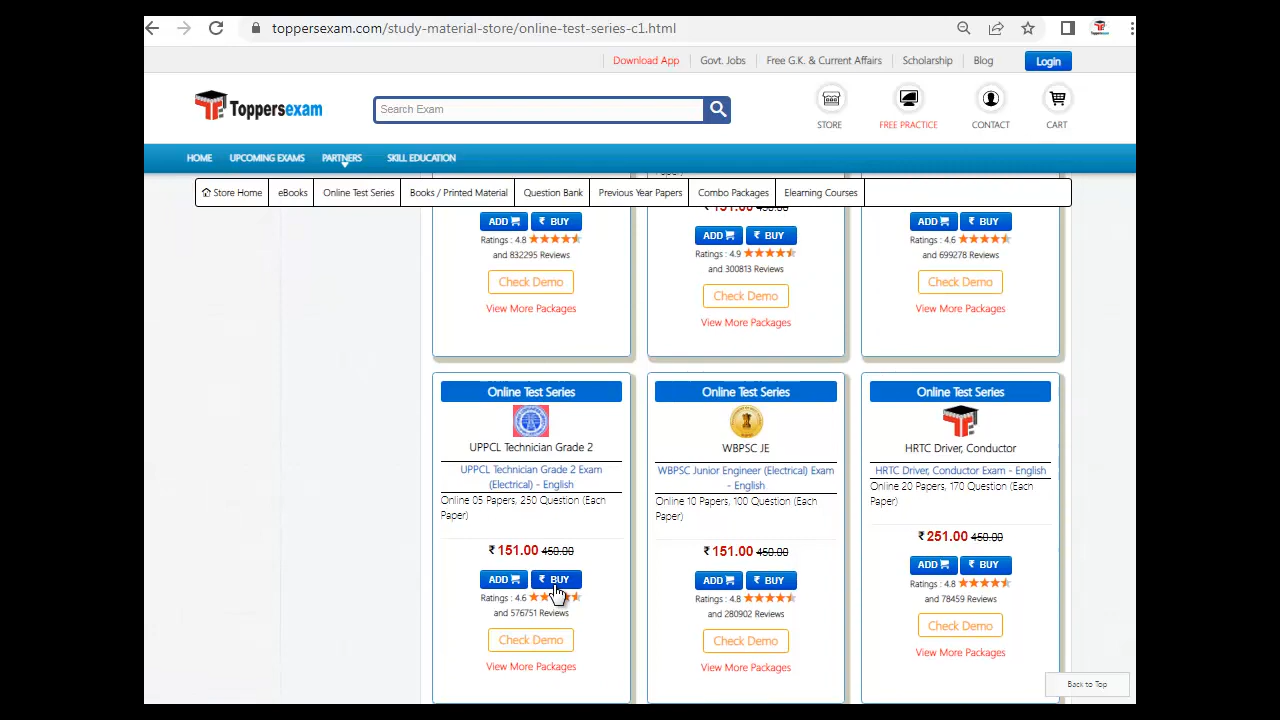 toppersexam.com/study-material-store/online-test-series-c1.html
Download App
Govt. Jobs
Free G.K. & Current Affairs
Scholarship
Blog
Login
Toppersexam
Search Exam
STORE
FREE PRACTICE
CONTACT
CART
HOME
UPCOMING EXAMS
PARTNERS
SKILL EDUCATION
Store Home
eBooks
Online Test Series
Books / Printed Material
Question Bank
Previous Year Papers
Combo Packages
Elearning Courses
ADD
₹ BUY
Ratings : 4.8
and 832295 Reviews
Check Demo
View More Packages
151.00 450.00
ADD
₹ BUY
Ratings : 4.9
and 300813 Reviews
Check Demo
View More Packages
ADD
₹ BUY
Ratings : 4.6
and 699278 Reviews
Check Demo
View More Packages
Online Test Series
UPPCL Technician Grade 2
UPPCL Technician Grade 2 Exam
(Electrical) - English
Online 05 Papers, 250 Question (Each
Paper)
₹ 151.00 450.00
ADD
₹ BUY
Ratings : 4.6
and 576751 Reviews
Check Demo
View More Packages
Online Test Series
WBPSC JE
WBPSC Junior Engineer (Electrical) Exam
- English
Online 10 Papers, 100 Question (Each
Paper)
₹ 151.00 450.00
ADD
₹ BUY
Ratings : 4.8
and 280902 Reviews
Check Demo
View More Packages
Online Test Series
HRTC Driver, Conductor
HRTC Driver, Conductor Exam - English
Online 20 Papers, 170 Question (Each
Paper)
₹ 251.00 450.00
ADD
₹ BUY
Ratings : 4.8
and 78459 Reviews
Check Demo
View More Packages
Back to Top